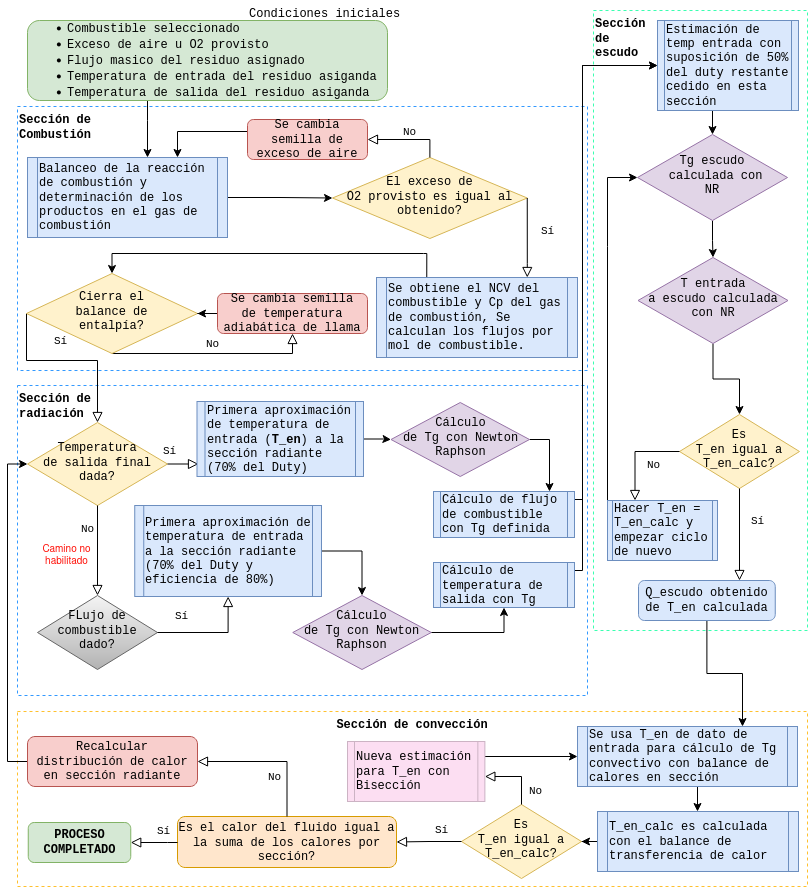 Condiciones iniciales
• Combustible seleccionado
• Exceso de aire u O2 provisto
• Flujo masico del residuo asignado
• Temperatura de entrada del residuo asiganda
• Temperatura de salida del residuo asiganda
Sección de
Combustión
Se cambia
semilla de
exceso de aire
No
Balanceo de la reacción
de combustión y
determinación de los
productos en el gas de
combustión
El exceso de
O2 provisto es igual al
obtenido?
Sí
Cierra el
balance de
entalpía?
Sí
No
Se cambia semilla
de temperatura
adiabática de llama
Se obtiene el NCV del
combustible y Cp del gas
de combustión, Se
calculan los flujos por
mol de combustible.
Sección de
radiación
Temperatura
de salida final
dada?
Sí
No
Camino no
habilitado
Primera aproximación
de temperatura de
entrada (T_en) a la
sección radiante
(70% del Duty)
Cálculo
de Tg con Newton
Raphson
Cálculo de flujo
de combustible
con Tg definida
Primera aproximación de
temperatura de entrada
a la sección radiante
(70% del Duty y
eficiencia de 80%)
FLujo de
combustible
dado?
Sí
Cálculo
de Tg con Newton
Raphson
Cálculo de
temperatura de
salida con Tg
Sección
de
escudo
Estimación de
temp entrada con
suposición de 50%
del duty restante
cedido en esta
sección
Tg escudo
calculada con
NR
T entrada
a escudo calculada
con NR
Es
T_en igual a
T_en_calc?
No
Sí
Hacer T_en =
T_en_calc y
empezar ciclo
de nuevo
Q_escudo obtenido
de T_en calculada
Sección de convección
Se usa T_en de dato de
entrada para cálculo de Tg
convectivo con balance de
calores en sección
T_en_calc es calculada
con el balance de
transferencia de calor
Es
T_en igual a
T_en_calc?
No
Sí
Nueva estimación
para T_en con
Bisección
Es el calor del fluido igual a
la suma de los calores por
sección?
No
Sí
Recalcular
distribución de calor
en sección radiante
PROCESO
COMPLETADO